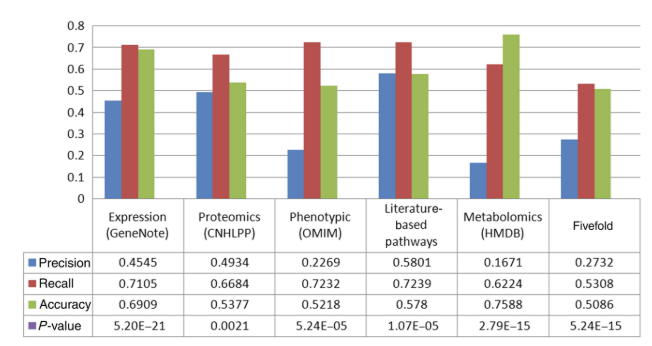 0.8
0.7
0.6
0.5
0.4
0.3
0.2
0.1
0
Expression (GeneNote) Proteomics (CNHLPP) Phenotypic (OMIM) Literature-based pathways Metabolomics (HMDB) Fivefold
Precision 0.4545 0.4934 0.2269 0.5801 0.1671 0.2732
Recall 0.7105 0.6684 0.7232 0.7239 0.6224 0.5308
Accuracy 0.6909 0.5377 0.5218 0.578 0.7588 0.5086
P-value 5.20E–21 0.0021 5.24E–05 1.07E–05 2.79E–15 5.24E–15